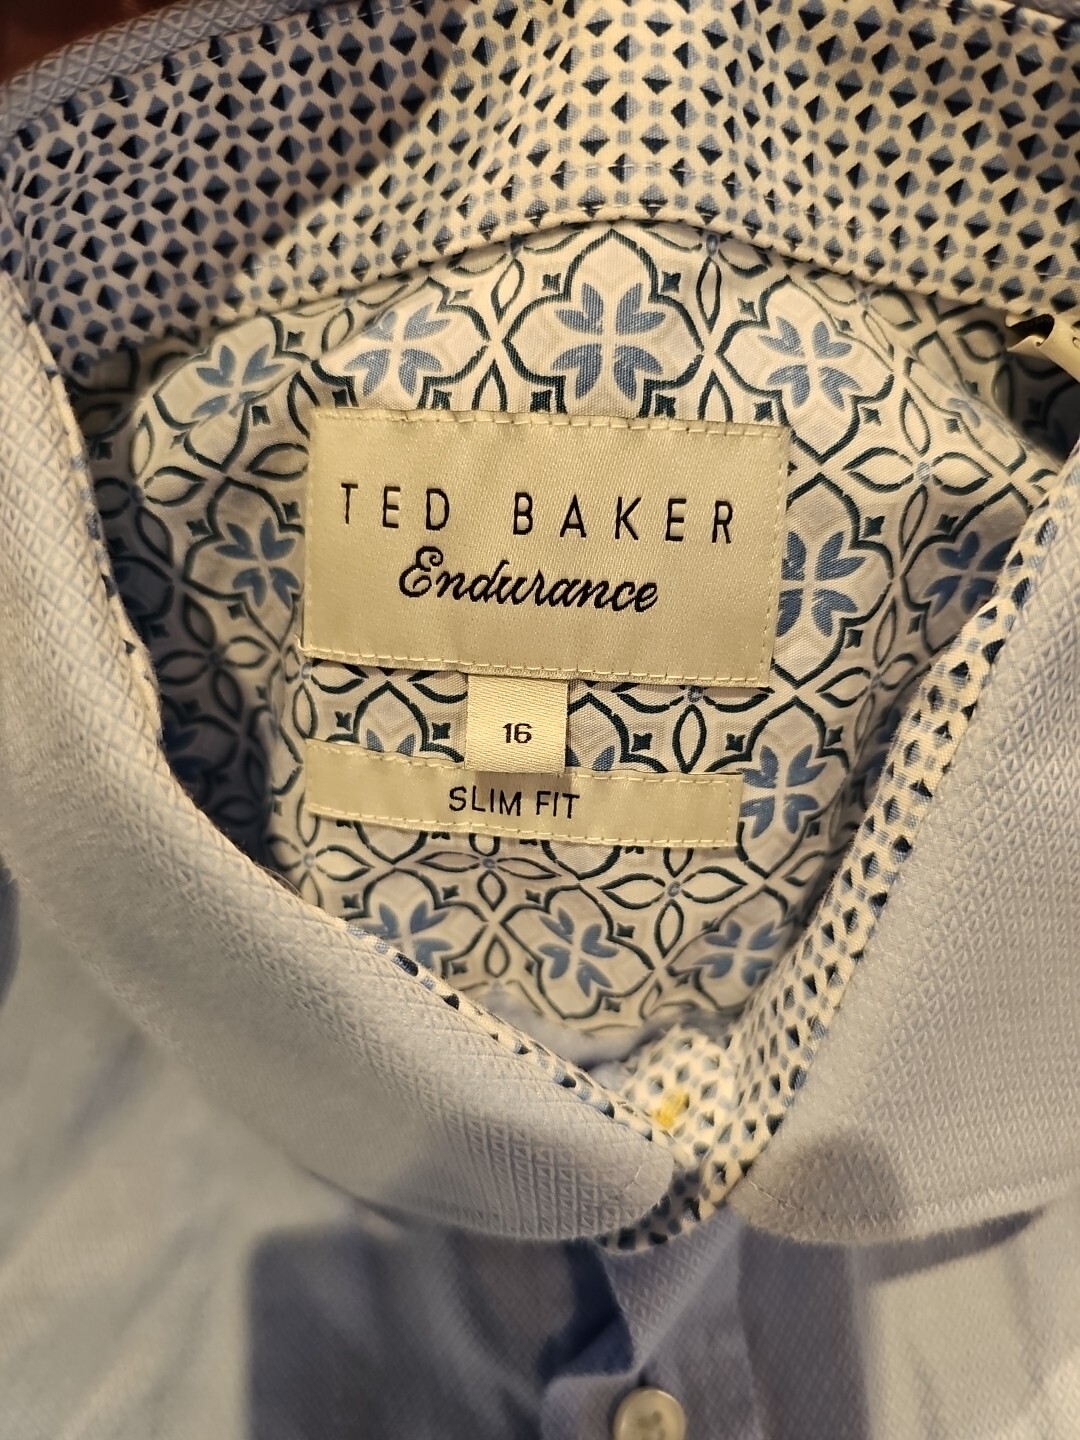 TED BAKER
Endurance
16
SLIM FIT